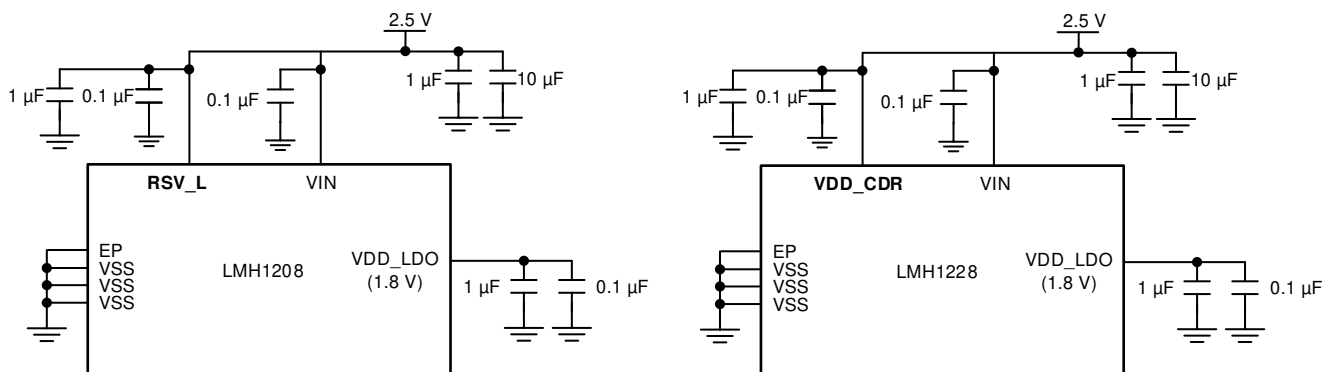 2.5 V
1 µF
0.1 µF
0.1 µF
1 µF
10 µF
RSV_L
VIN
EP
VSS
VSS
VSS
LMH1208
VDD_LDO
(1.8 V)
1 µF
0.1 µF
2.5 V
1 µF
0.1 µF
0.1 µF
1 µF
10 µF
VDD_CDR
VIN
EP
VSS
VSS
VSS
LMH1228
VDD_LDO
(1.8 V)
1 µF
0.1 µF